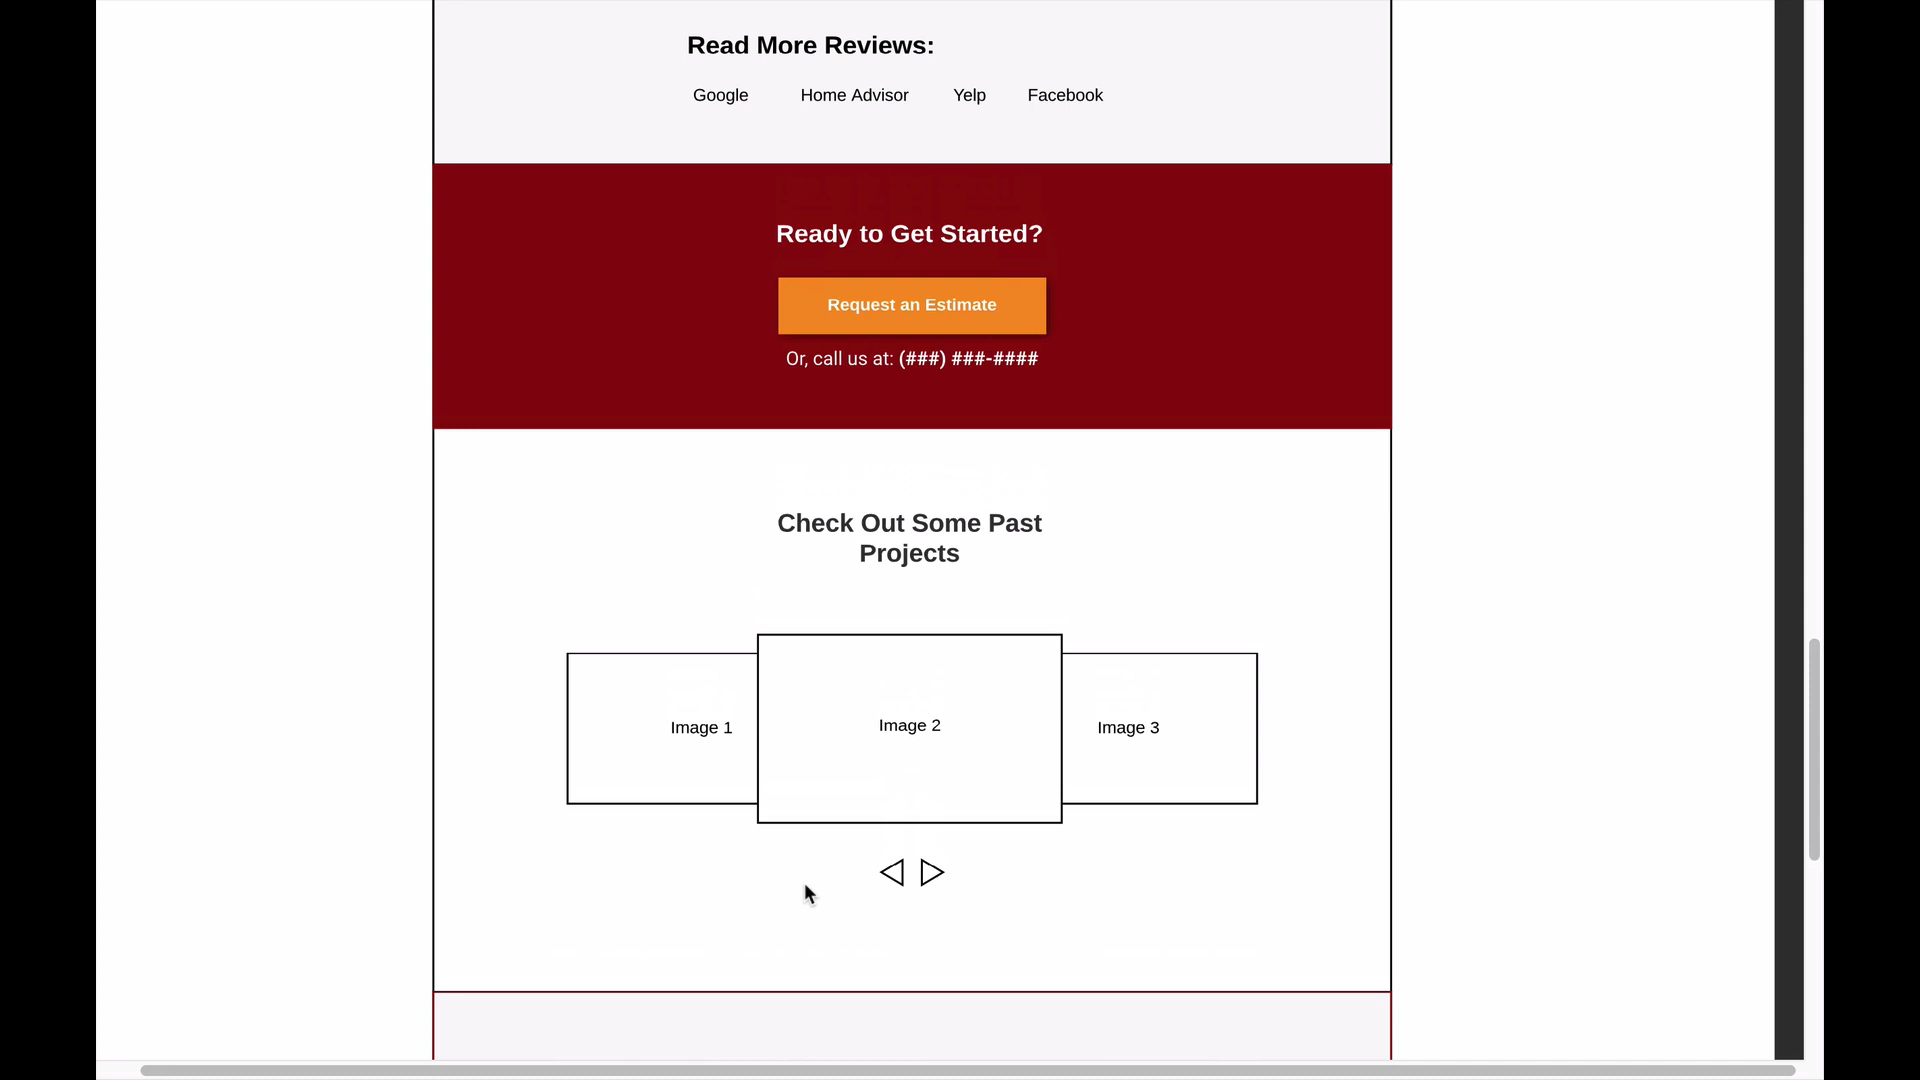 Read More Reviews:
Google Home Advisor Yelp Facebook
Ready to Get Started?
Request an Estimate
Or, call us at: (###) ###-####
Check Out Some Past
Projects
Image 1 Image 2 Image 3